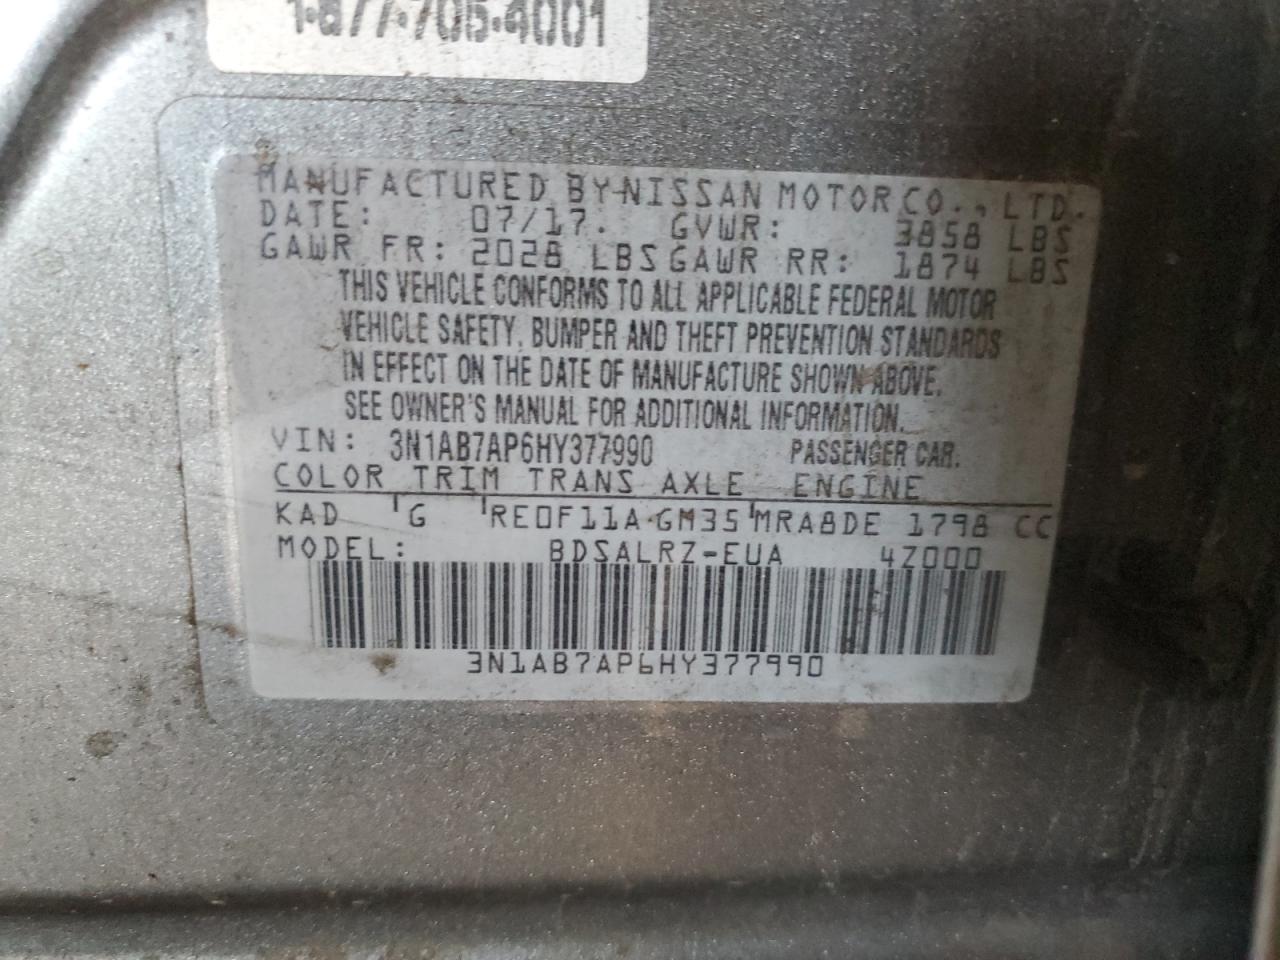 1-877-705-4001
MANUFACTURED BY NISSAN MOTOR CO., LTD.
DATE: 07/17. GVWR: 3858 LBS
GAWR FR: 2028 LBS GAWR RR: 1874 LBS
THIS VEHICLE CONFORMS TO ALL APPLICABLE FEDERAL MOTOR
VEHICLE SAFETY, BUMPER AND THEFT PREVENTION STANDARDS
IN EFFECT ON THE DATE OF MANUFACTURE SHOWN ABOVE.
SEE OWNER'S MANUAL FOR ADDITIONAL INFORMATION.
VIN: 3N1AB7AP6HY377990 PASSENGER CAR.
COLOR TRIM TRANS AXLE ENGINE
KAD G RE0F11A GM35 MRA8DE 1798 CC
MODEL: BDSALRZ-EUA 4Z000
3N1AB7AP6HY377990